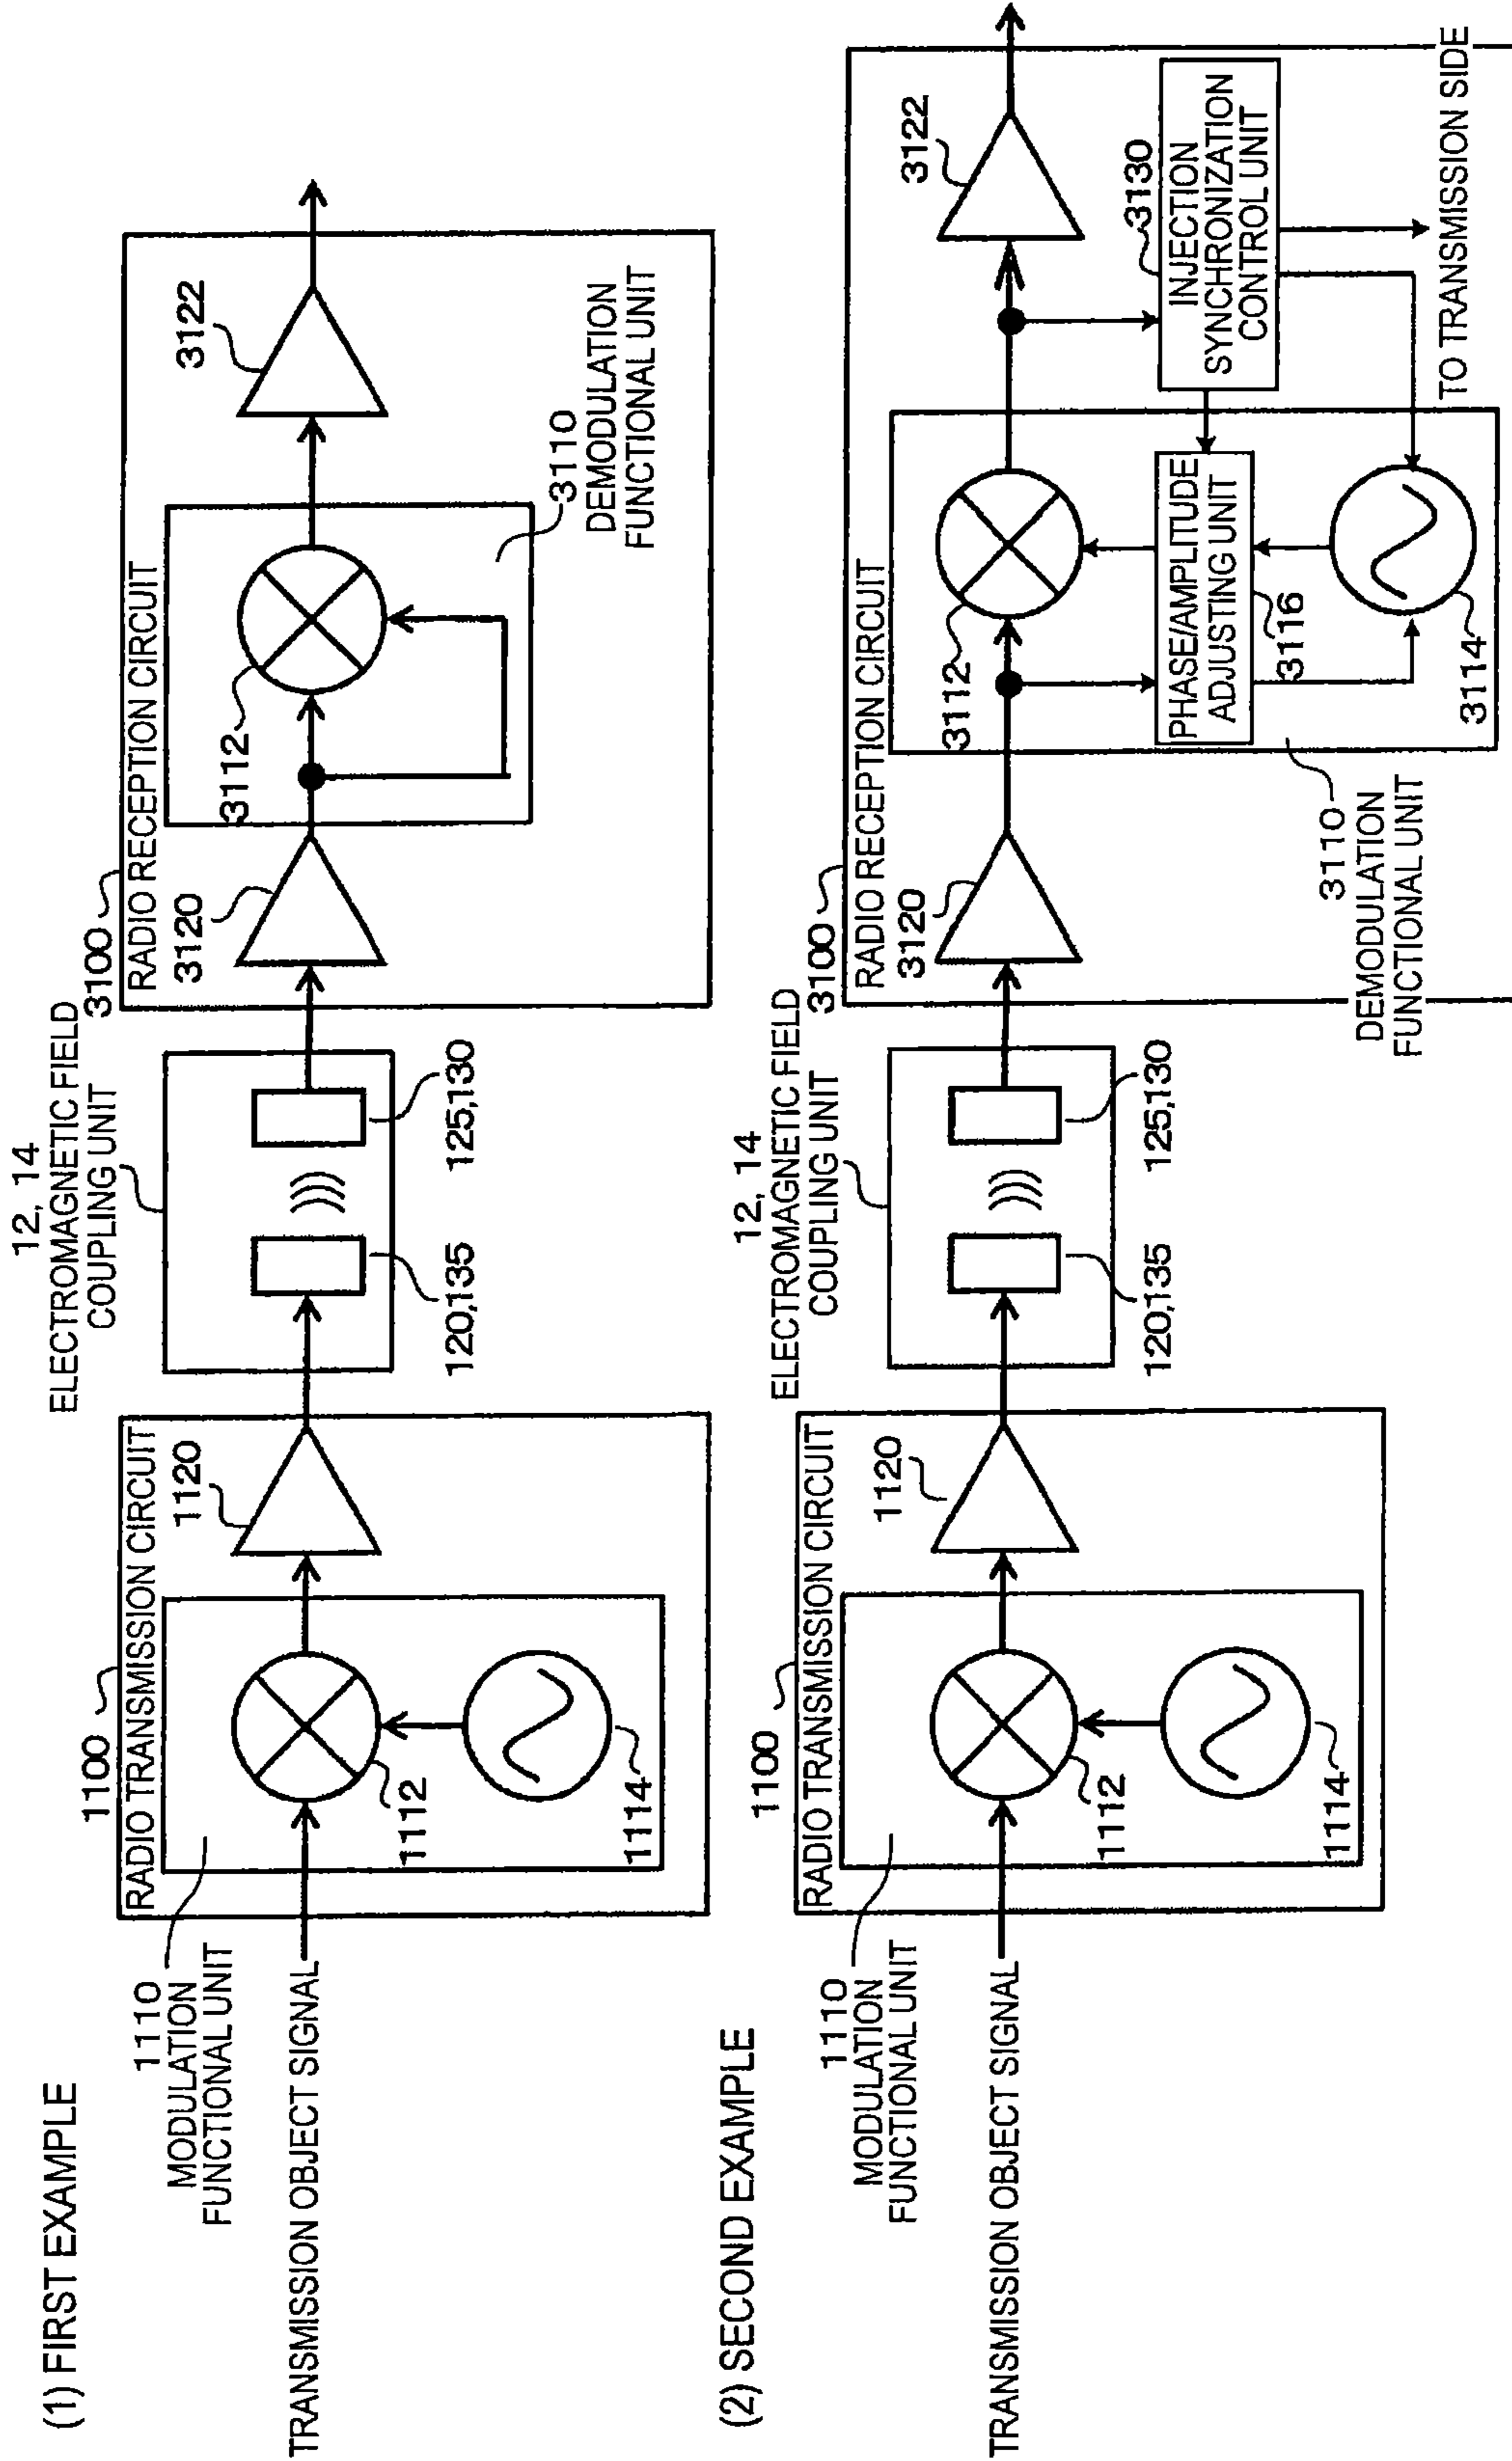 (1) FIRST EXAMPLE
1110
MODULATION
FUNCTIONAL UNIT
TRANSMISSION OBJECT SIGNAL
1100
RADIO TRANSMISSION CIRCUIT
1112
1114
1120
12, 14
ELECTROMAGNETIC FIELD
COUPLING UNIT
120,135
125,130
3100
RADIO RECEPTION CIRCUIT
3120
3112
3122
3110
DEMODULATION
FUNCTIONAL UNIT
(2) SECOND EXAMPLE
1110
MODULATION
FUNCTIONAL UNIT
TRANSMISSION OBJECT SIGNAL
1100
RADIO TRANSMISSION CIRCUIT
1112
1114
1120
12, 14
ELECTROMAGNETIC FIELD
COUPLING UNIT
120,135
125,130
3100
RADIO RECEPTION CIRCUIT
3120
3112
3122
3130
INJECTION
SYNCHRONIZATION
CONTROL UNIT
PHASE/AMPLITUDE
ADJUSTING UNIT
3116
3114
3110
DEMODULATION
FUNCTIONAL UNIT
TO TRANSMISSION SIDE